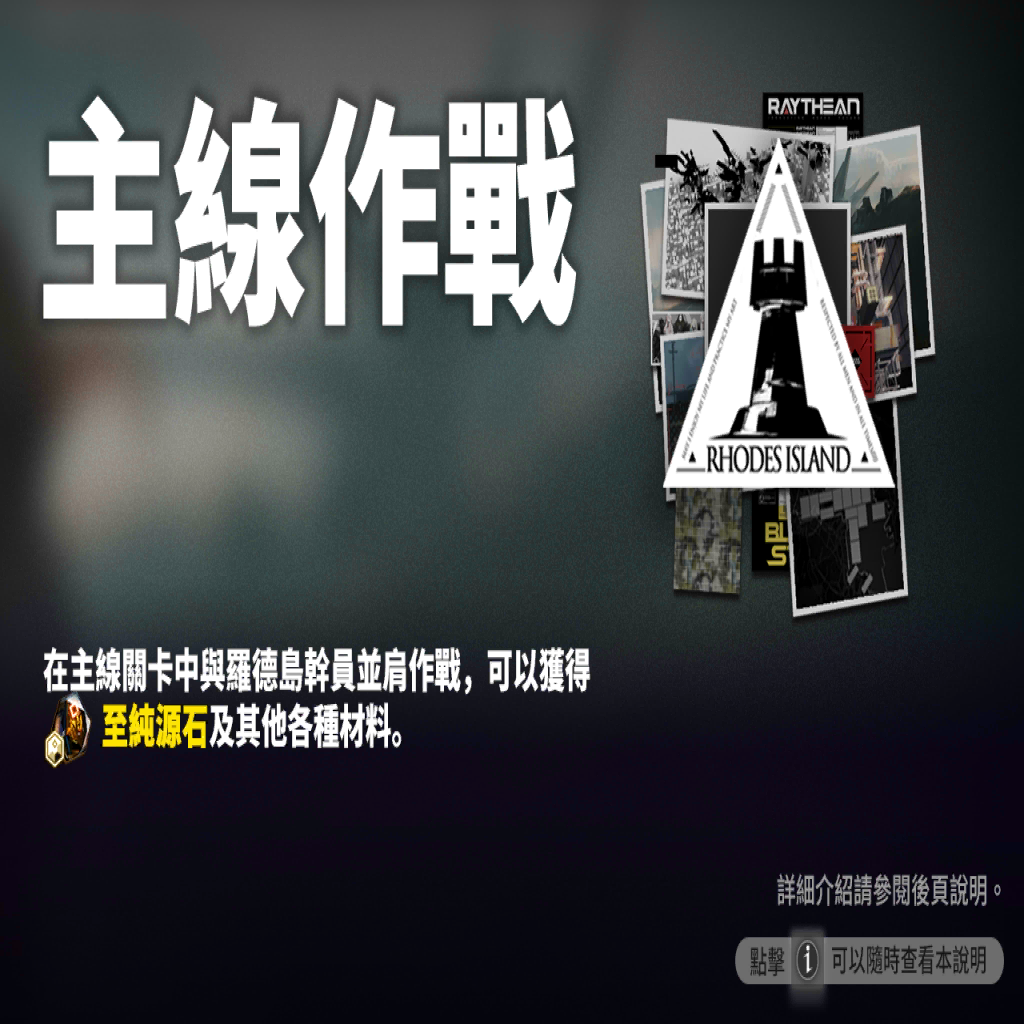 主線作戰
RAYTHEAN
RHODES ISLAND
在主線關卡中與羅德島幹員並肩作戰，可以獲得
至純源石及其他各種材料。
詳細介紹請參閱後頁說明。
點擊 i 可以隨時查看本說明